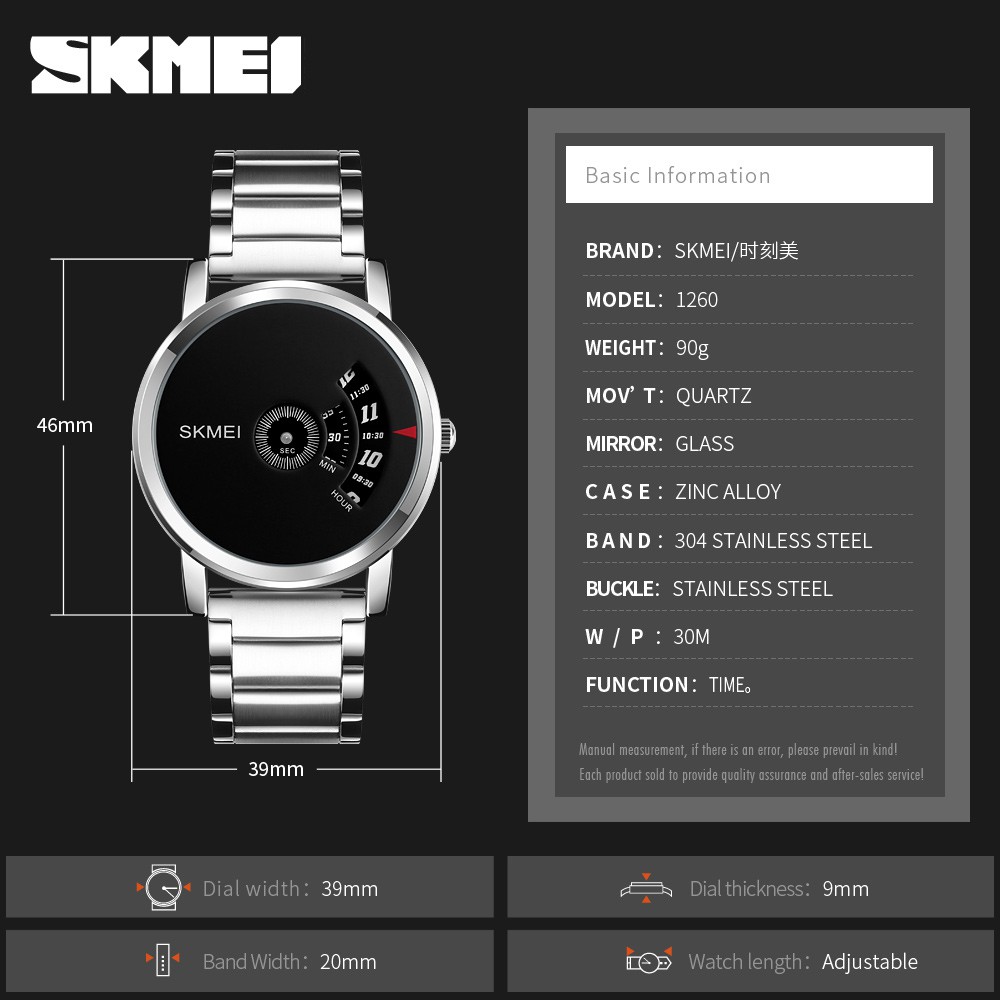 SKMEI
Basic Information
BRAND: SKMEI/时刻美
MODEL: 1260
WEIGHT: 90g
MOV'T: QUARTZ
MIRROR: GLASS
CASE: ZINC ALLOY
BAND: 304 STAINLESS STEEL
BUCKLE: STAINLESS STEEL
W / P : 30M
FUNCTION: TIME。
Manual measurement, if there is an error, please prevail in kind!
Each product sold to provide quality assurance and after-sales service!
46mm
SKMEI
SEC
30
MIN
11:30
11
10:30
10
09:30
HOUR
39mm
Dial width: 39mm
Dial thickness: 9mm
Band Width: 20mm
Watch length: Adjustable